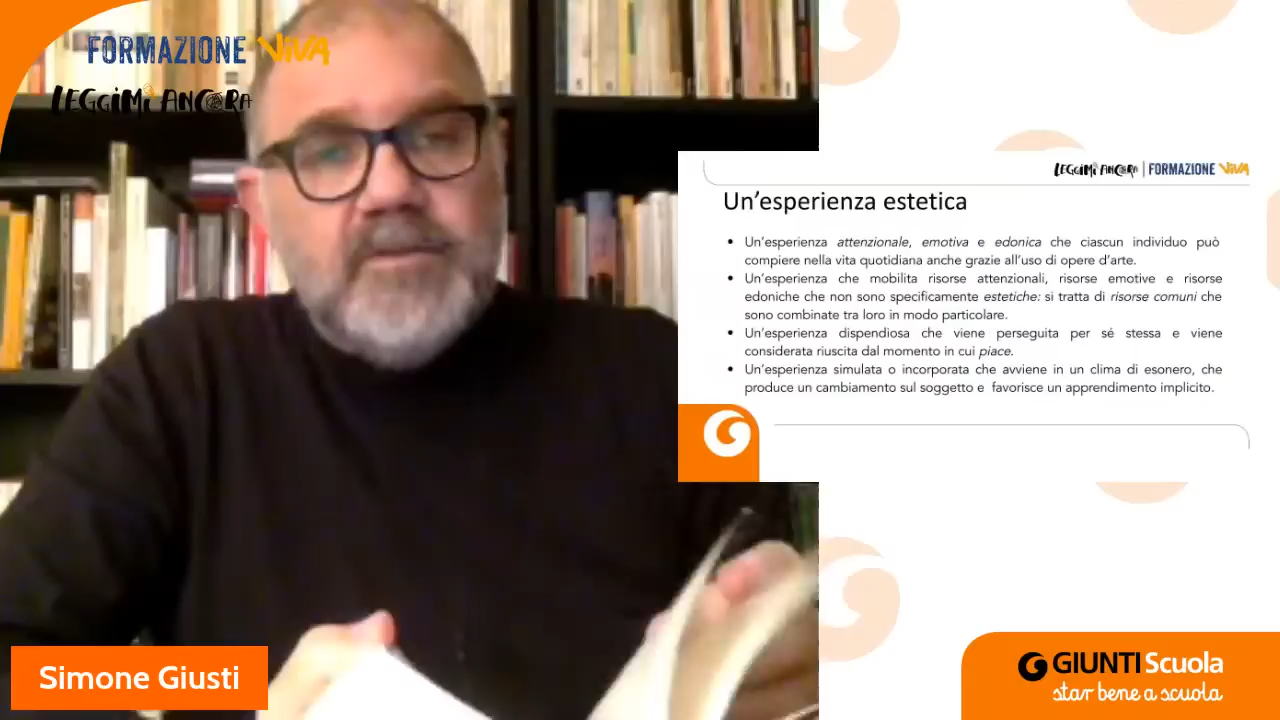 FORMAZIONE VIVA
LEGGIMI ANCORA
LEGGIMI ANCORA | FORMAZIONE VIVA
Un'esperienza estetica
• Un'esperienza attenzionale, emotiva e edonica che ciascun individuo può
compiere nella vita quotidiana anche grazie all'uso di opere d'arte.
• Un'esperienza che mobilita risorse attenzionali, risorse emotive e risorse
edoniche che non sono specificamente estetiche: si tratta di risorse comuni che
sono combinate tra loro in modo particolare.
• Un'esperienza dispendiosa che viene perseguita per sé stessa e viene
considerata riuscita dal momento in cui piace.
• Un'esperienza simulata o incorporata che avviene in un clima di esonero, che
produce un cambiamento sul soggetto e favorisce un apprendimento implicito.
Simone Giusti
GIUNTI Scuola
star bene a scuola